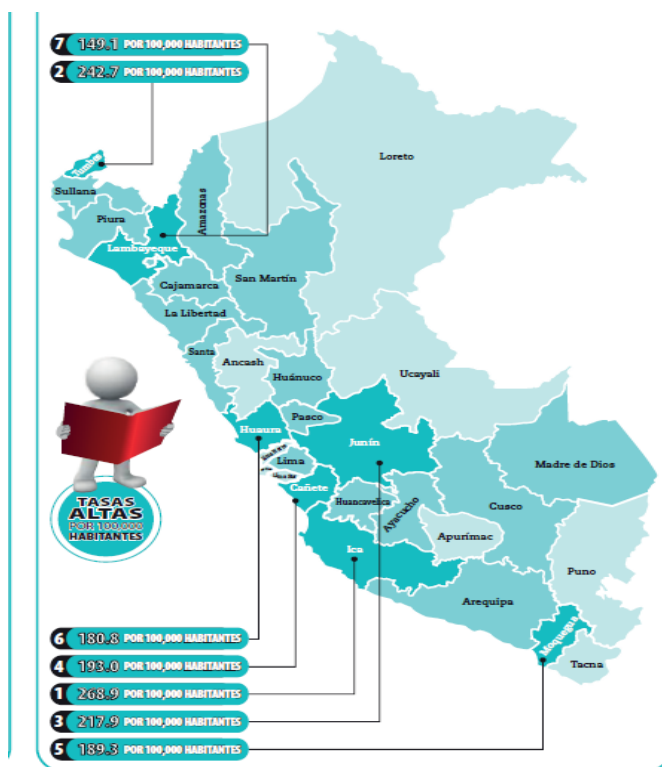 7 149.1 POR 100,000 HABITANTES
2 242.7 POR 100,000 HABITANTES
Loreto
Tumbes
Sullana
Amazonas
Piura
Lambayeque
San Martín
Cajamarca
La Libertad
Santa
Ancash
Ucayali
Huánuco
Pasco
Huaura
Junín
Lima
Madre de Dios
Cañete
Huancavelica
Ayacucho
Cusco
Apurímac
Ica
Puno
Arequipa
Moquegua
Tacna
TASAS
ALTAS
POR 100,000
HABITANTES
6 180.8 POR 100,000 HABITANTES
4 193.0 POR 100,000 HABITANTES
1 268.9 POR 100,000 HABITANTES
3 217.9 POR 100,000 HABITANTES
5 189.3 POR 100,000 HABITANTES